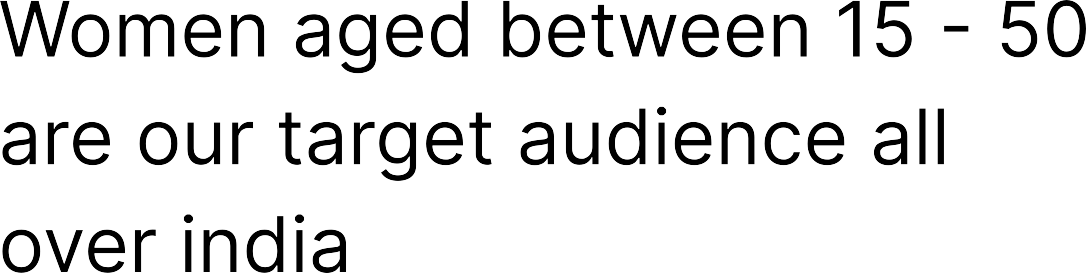 Women aged between 15 - 50
are our target audience all
over india